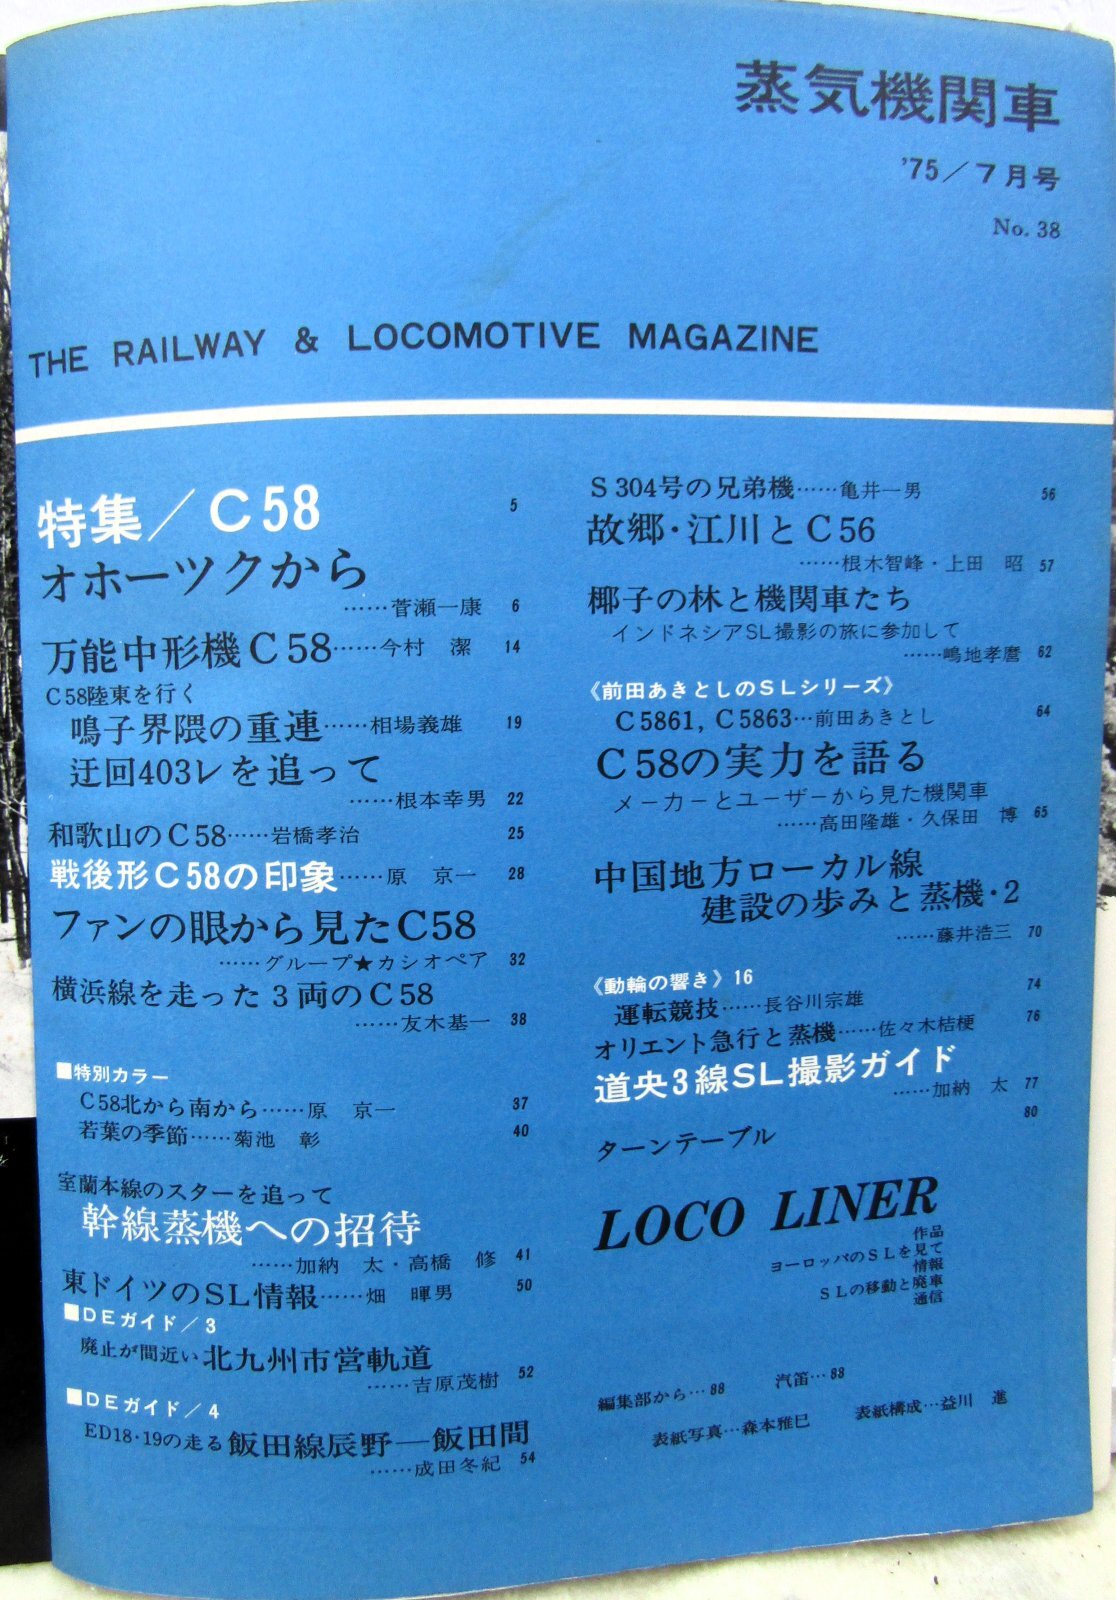 蒸気機関車
'75／7月号
No. 38
THE RAILWAY & LOCOMOTIVE MAGAZINE
特集／C58 5
オホーツクから
……菅瀬一康 6
万能中形機C58……今村 潔 14
C58陸東を行く
鳴子界隈の重連……相場義雄 19
迂回403レを追って
……根本幸男 22
和歌山のC58……岩橋孝治 25
戦後形C58の印象……原 京一 28
ファンの眼から見たC58
……グループ★カシオペア 32
横浜線を走った3両のC58
……友木基一 38
■特別カラー
C58北から南から……原 京一 37
若葉の季節……菊池 彰 40
室蘭本線のスターを追って
幹線蒸機への招待
……加納 太・高橋 修 41
東ドイツのSL情報……畑 暉男 50
■DEガイド／3
廃止が間近い北九州市営軌道
……吉原茂樹 52
■DEガイド／4
ED18・19の走る飯田線辰野―飯田間
……成田冬紀 54
S304号の兄弟機……亀井一男 56
故郷・江川とC56
……根木智峰・上田 昭 57
椰子の林と機関車たち
インドネシアSL撮影の旅に参加して
……嶋地孝麿 62
《前田あきとしのSLシリーズ》
C5861, C5863…前田あきとし 64
C58の実力を語る
メーカーとユーザーから見た機関車
……高田隆雄・久保田 博 65
中国地方ローカル線
建設の歩みと蒸機・2
……藤井浩三 70
《動輪の響き》16
運転競技……長谷川宗雄 74
オリエント急行と蒸機……佐々木桔梗 76
道央3線SL撮影ガイド
……加納 太 77
ターンテーブル 80
LOCO LINER
作品
ヨーロッパのSLを見て
情報
SLの移動と廃車
通信
編集部から…88 汽笛…88
表紙写真…森本雅巳 表紙構成…益川 進